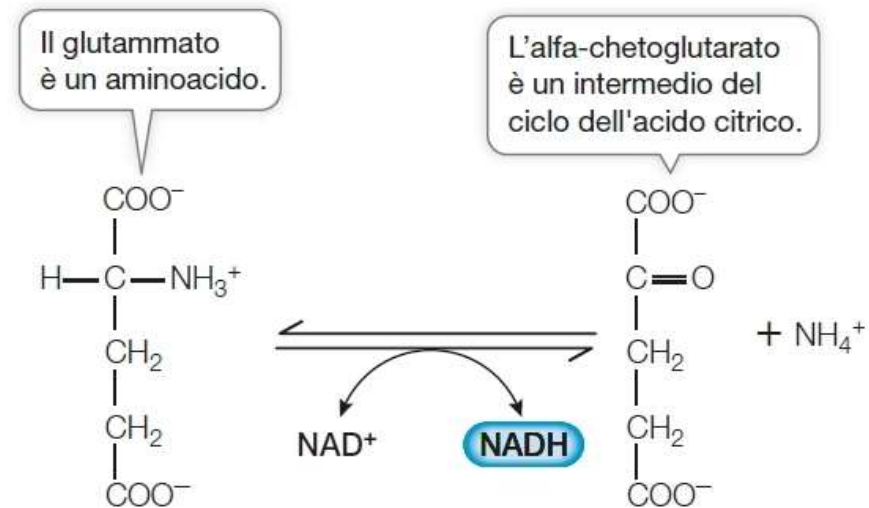 Il glutammato
è un aminoacido.
L'alfa-chetoglutarato
è un intermedio del
ciclo dell'acido citrico.
COO⁻
H—C—NH₃⁺
CH₂
CH₂
COO⁻
NAD⁺
NADH
COO⁻
C=O
CH₂
CH₂
COO⁻
+ NH₄⁺